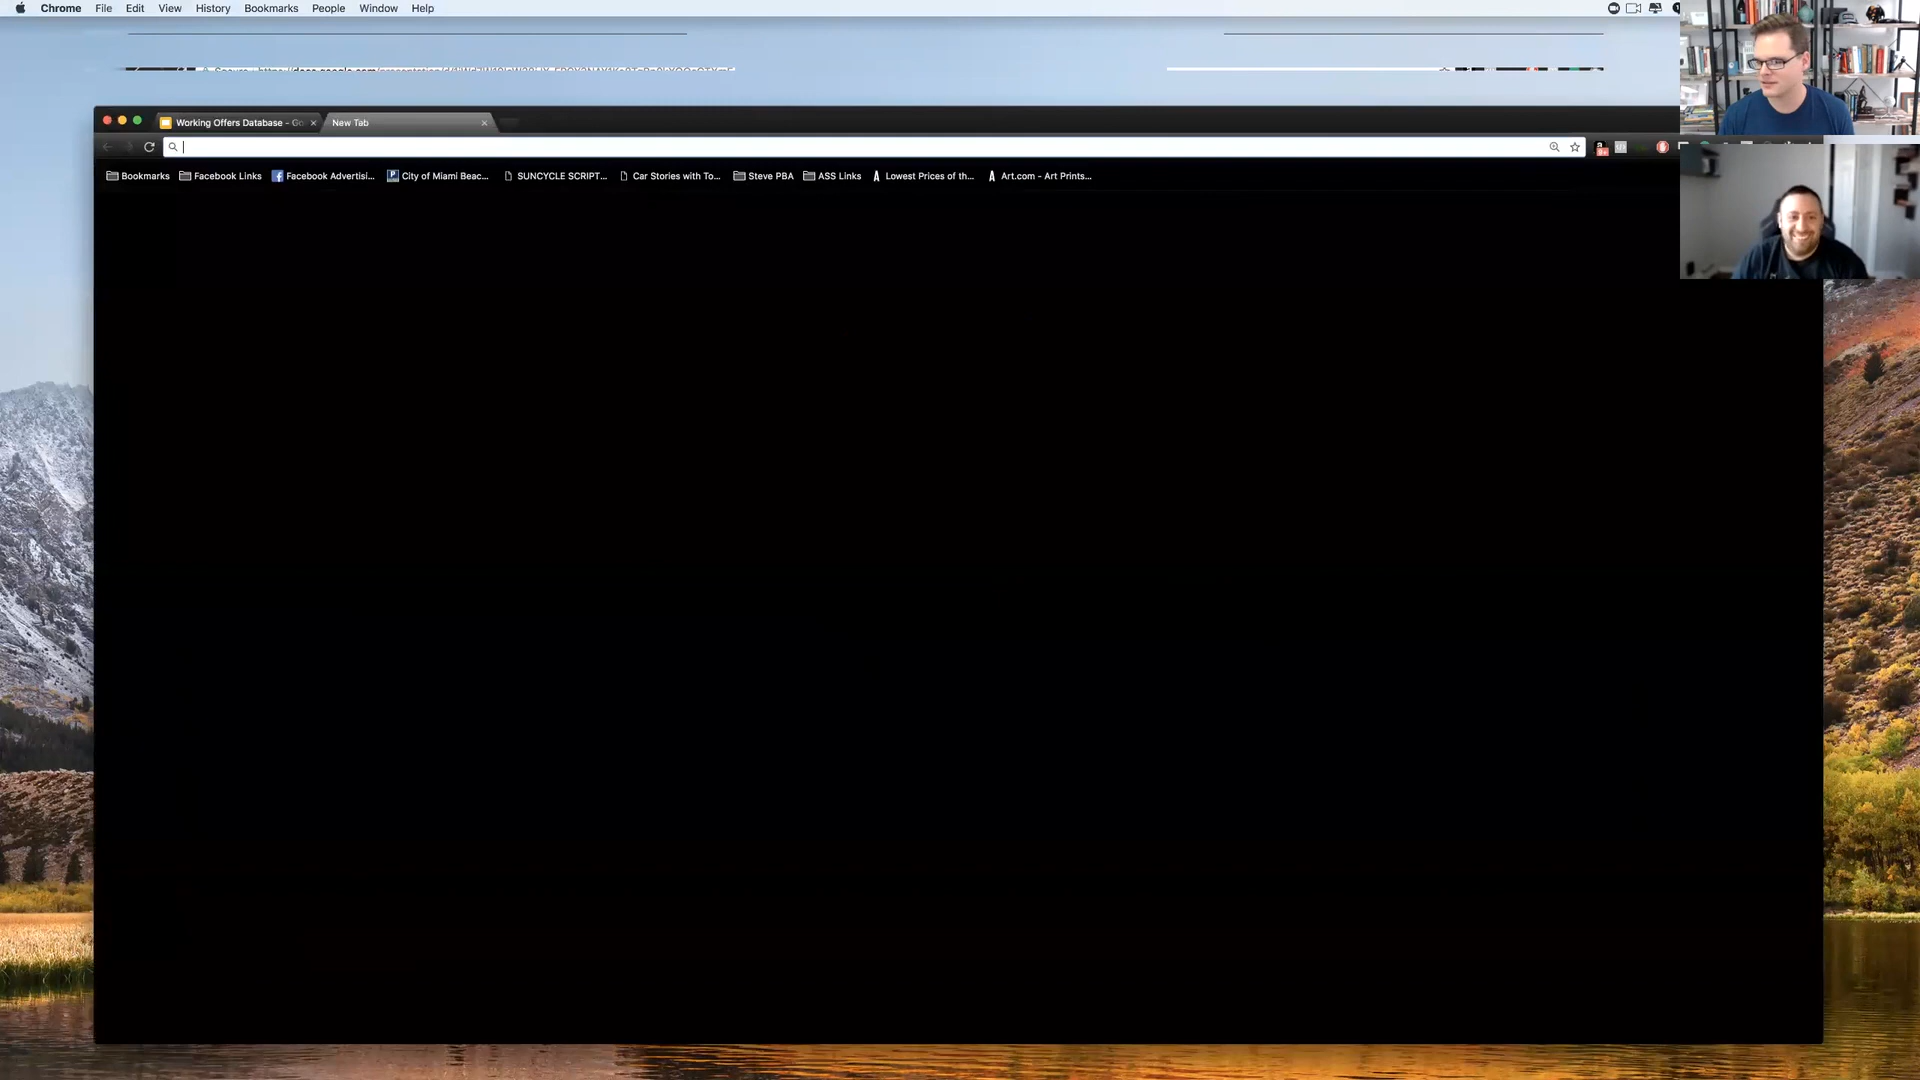 Chrome File Edit View History Bookmarks People Window Help
Working Offers Database - Go
New Tab
Bookmarks Facebook Links Facebook Advertisi... City of Miami Beac... SUNCYCLE SCRIPT... Car Stories with To... Steve PBA ASS Links Lowest Prices of th... Art.com - Art Prints...